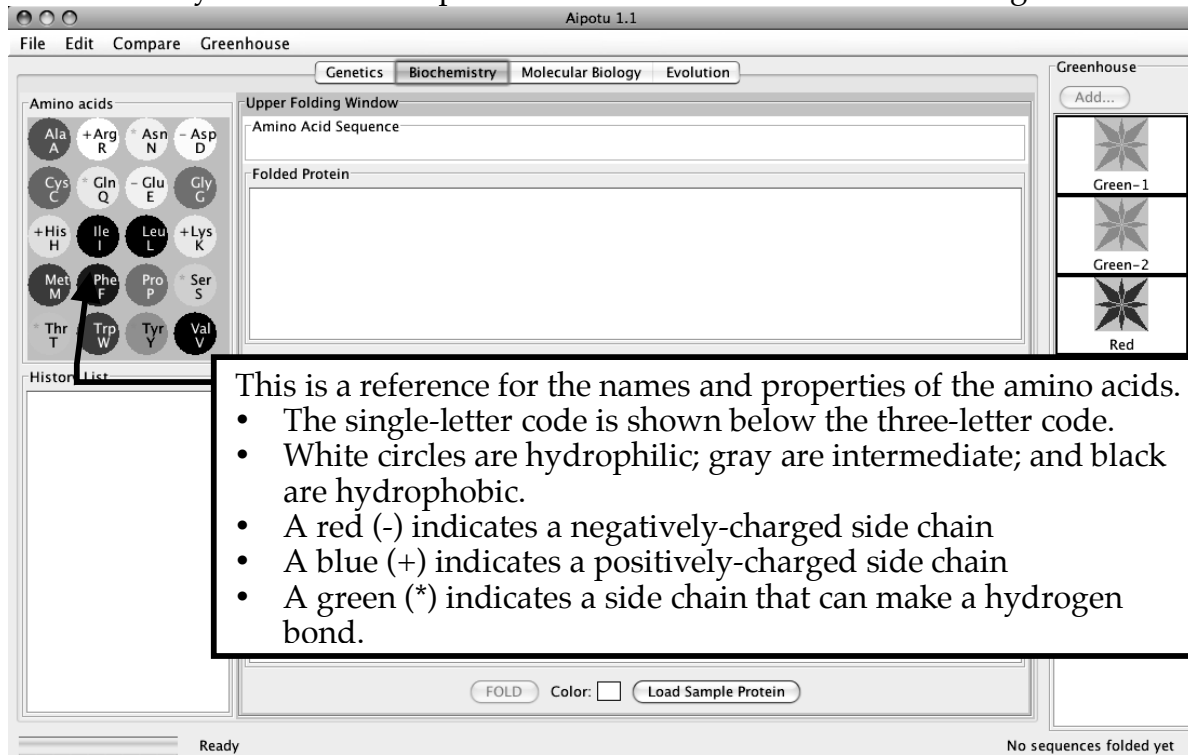 Aipotu 1.1
File Edit Compare Greenhouse
Genetics Biochemistry Molecular Biology Evolution
Greenhouse
Add...
Amino acids
Ala A +Arg R * Asn N - Asp D
Cys C * Gln Q - Glu E Gly G
+His H Ile I Leu L +Lys K
Met M Phe F Pro P * Ser S
* Thr T Trp W Tyr Y Val V
Upper Folding Window
Amino Acid Sequence
Folded Protein
Green-1
Green-2
Red
History List
This is a reference for the names and properties of the amino acids.
• The single-letter code is shown below the three-letter code.
• White circles are hydrophilic; gray are intermediate; and black
are hydrophobic.
• A red (-) indicates a negatively-charged side chain
• A blue (+) indicates a positively-charged side chain
• A green (*) indicates a side chain that can make a hydrogen
bond.
FOLD Color: Load Sample Protein
Ready
No sequences folded yet